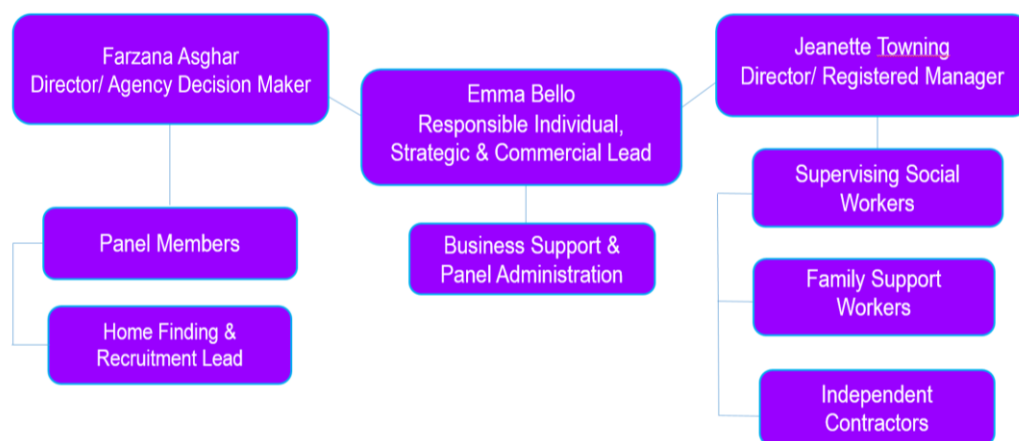 Farzana Asghar
Director/ Agency Decision Maker
Emma Bello
Responsible Individual,
Strategic & Commercial Lead
Jeanette Towning
Director/ Registered Manager
Panel Members
Home Finding &
Recruitment Lead
Business Support &
Panel Administration
Supervising Social
Workers
Family Support
Workers
Independent
Contractors